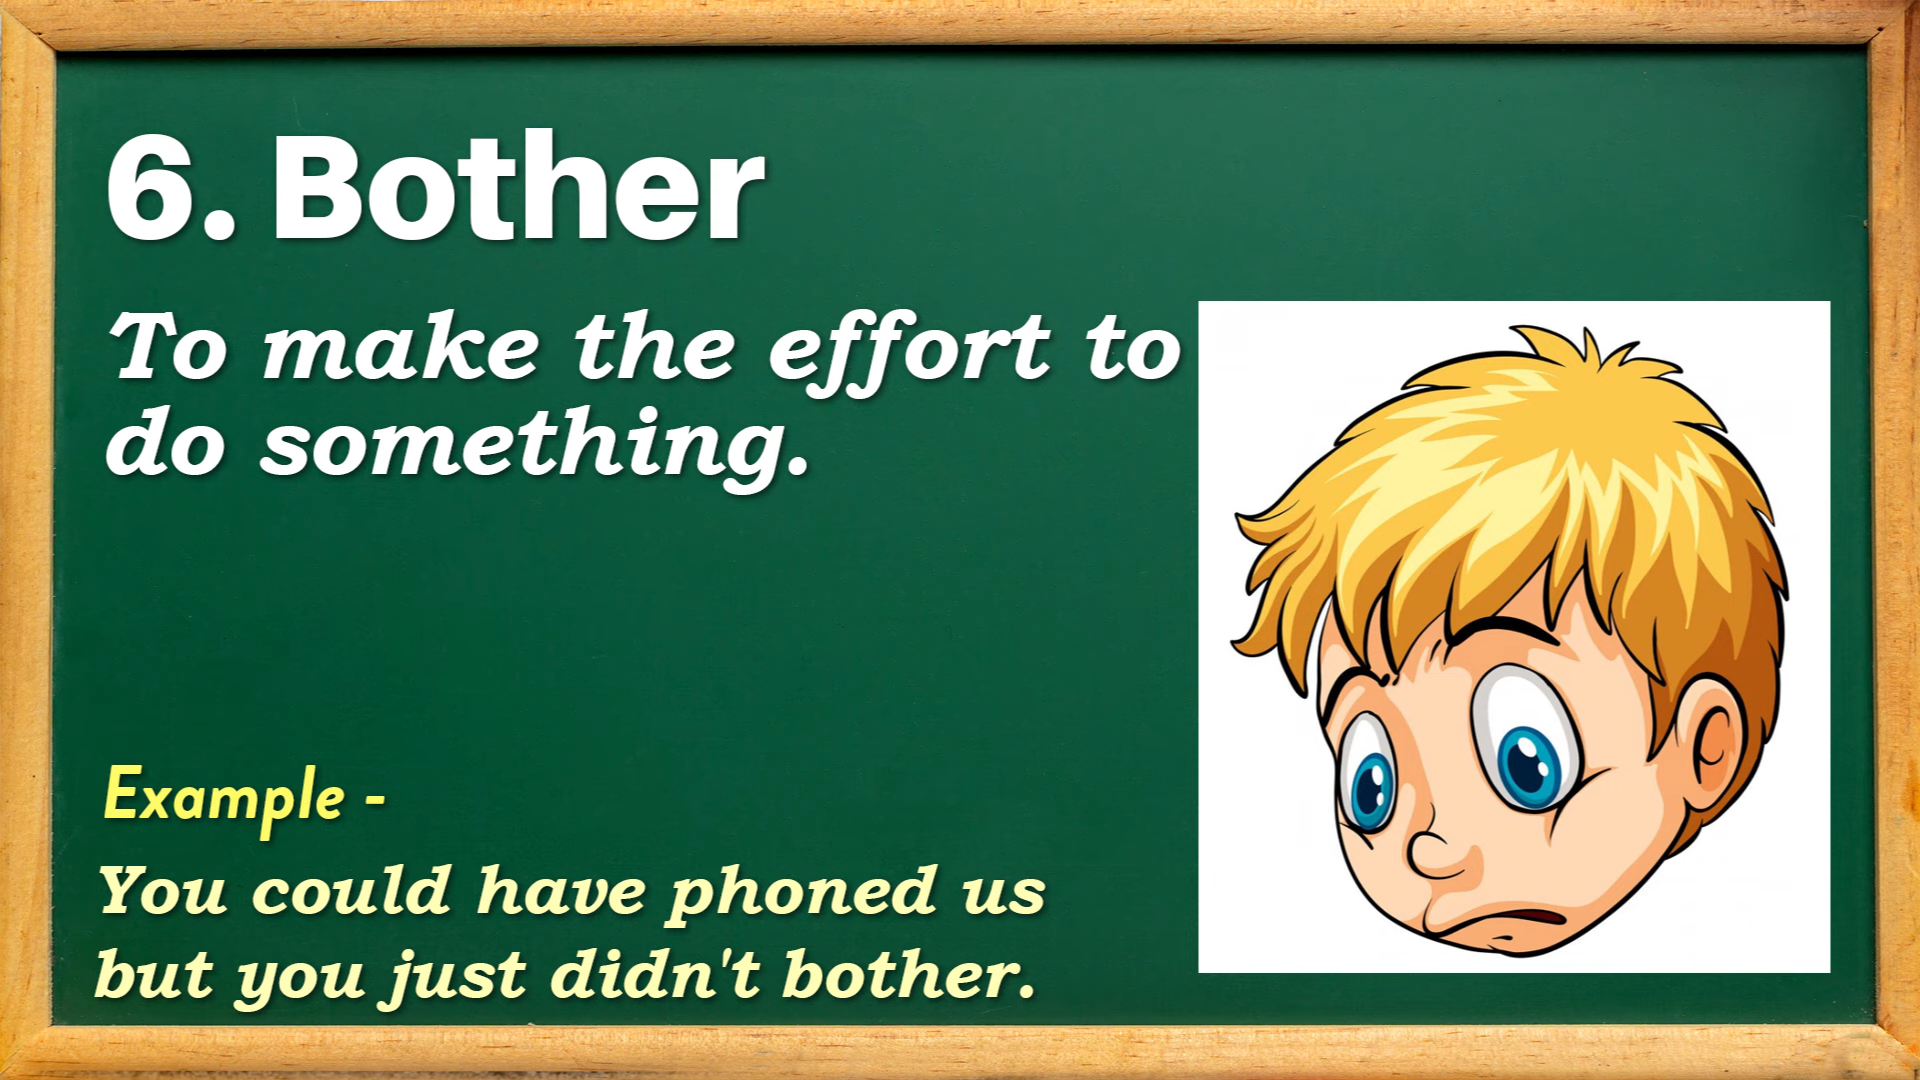 6. Bother
To make the effort to
do something.
Example -
You could have phoned us
but you just didn't bother.